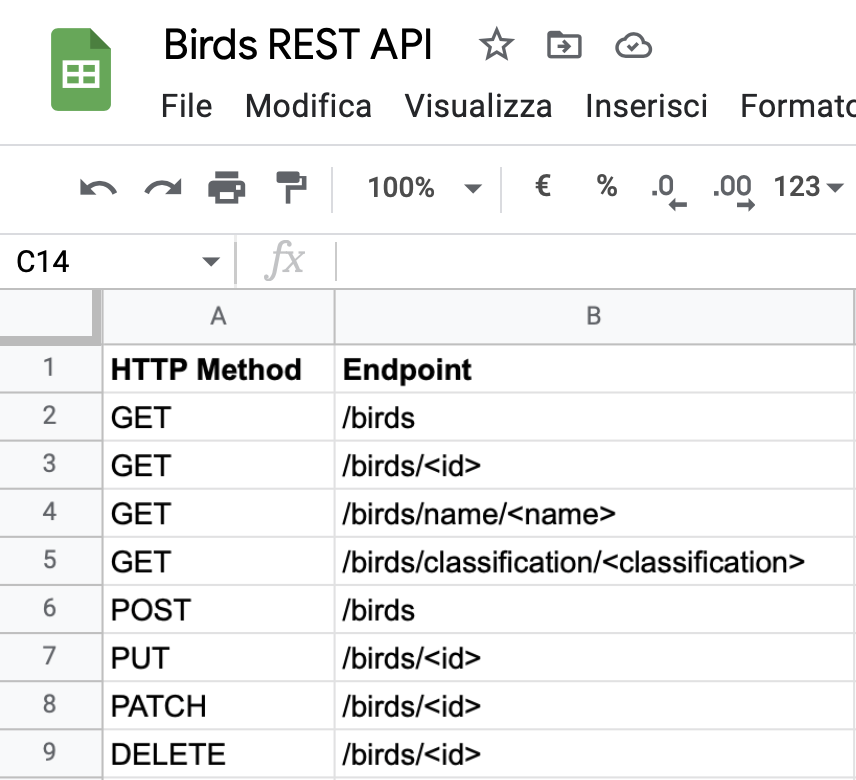 Birds REST API
File Modifica Visualizza Inserisci Formato
100% € % .0 .00 123
C14 fx
A B
1 HTTP Method Endpoint
2 GET /birds
3 GET /birds/<id>
4 GET /birds/name/<name>
5 GET /birds/classification/<classification>
6 POST /birds
7 PUT /birds/<id>
8 PATCH /birds/<id>
9 DELETE /birds/<id>